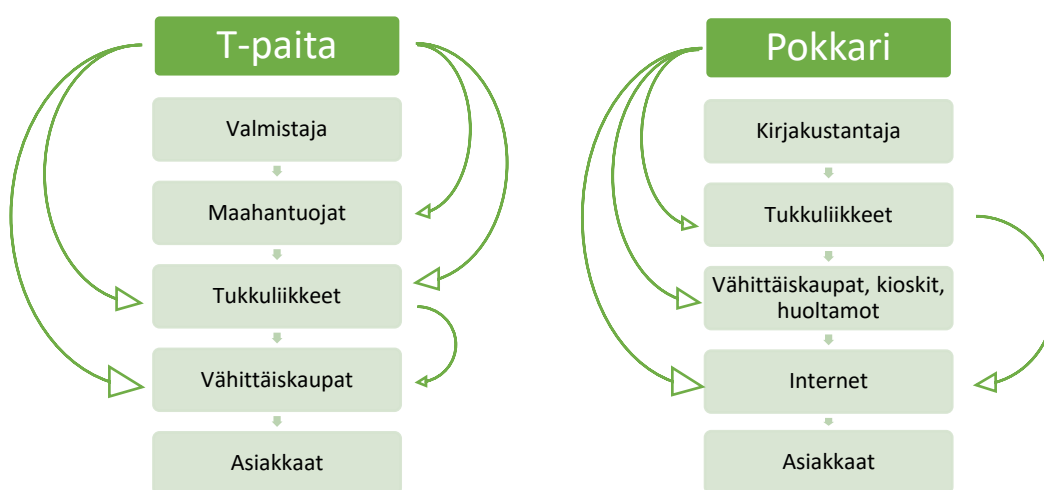 T-paita
Valmistaja
Maahantuojat
Tukkuliikkeet
Vähittäiskaupat
Asiakkaat
Pokkari
Kirjakustantaja
Tukkuliikkeet
Vähittäiskaupat, kioskit,
huoltamot
Internet
Asiakkaat